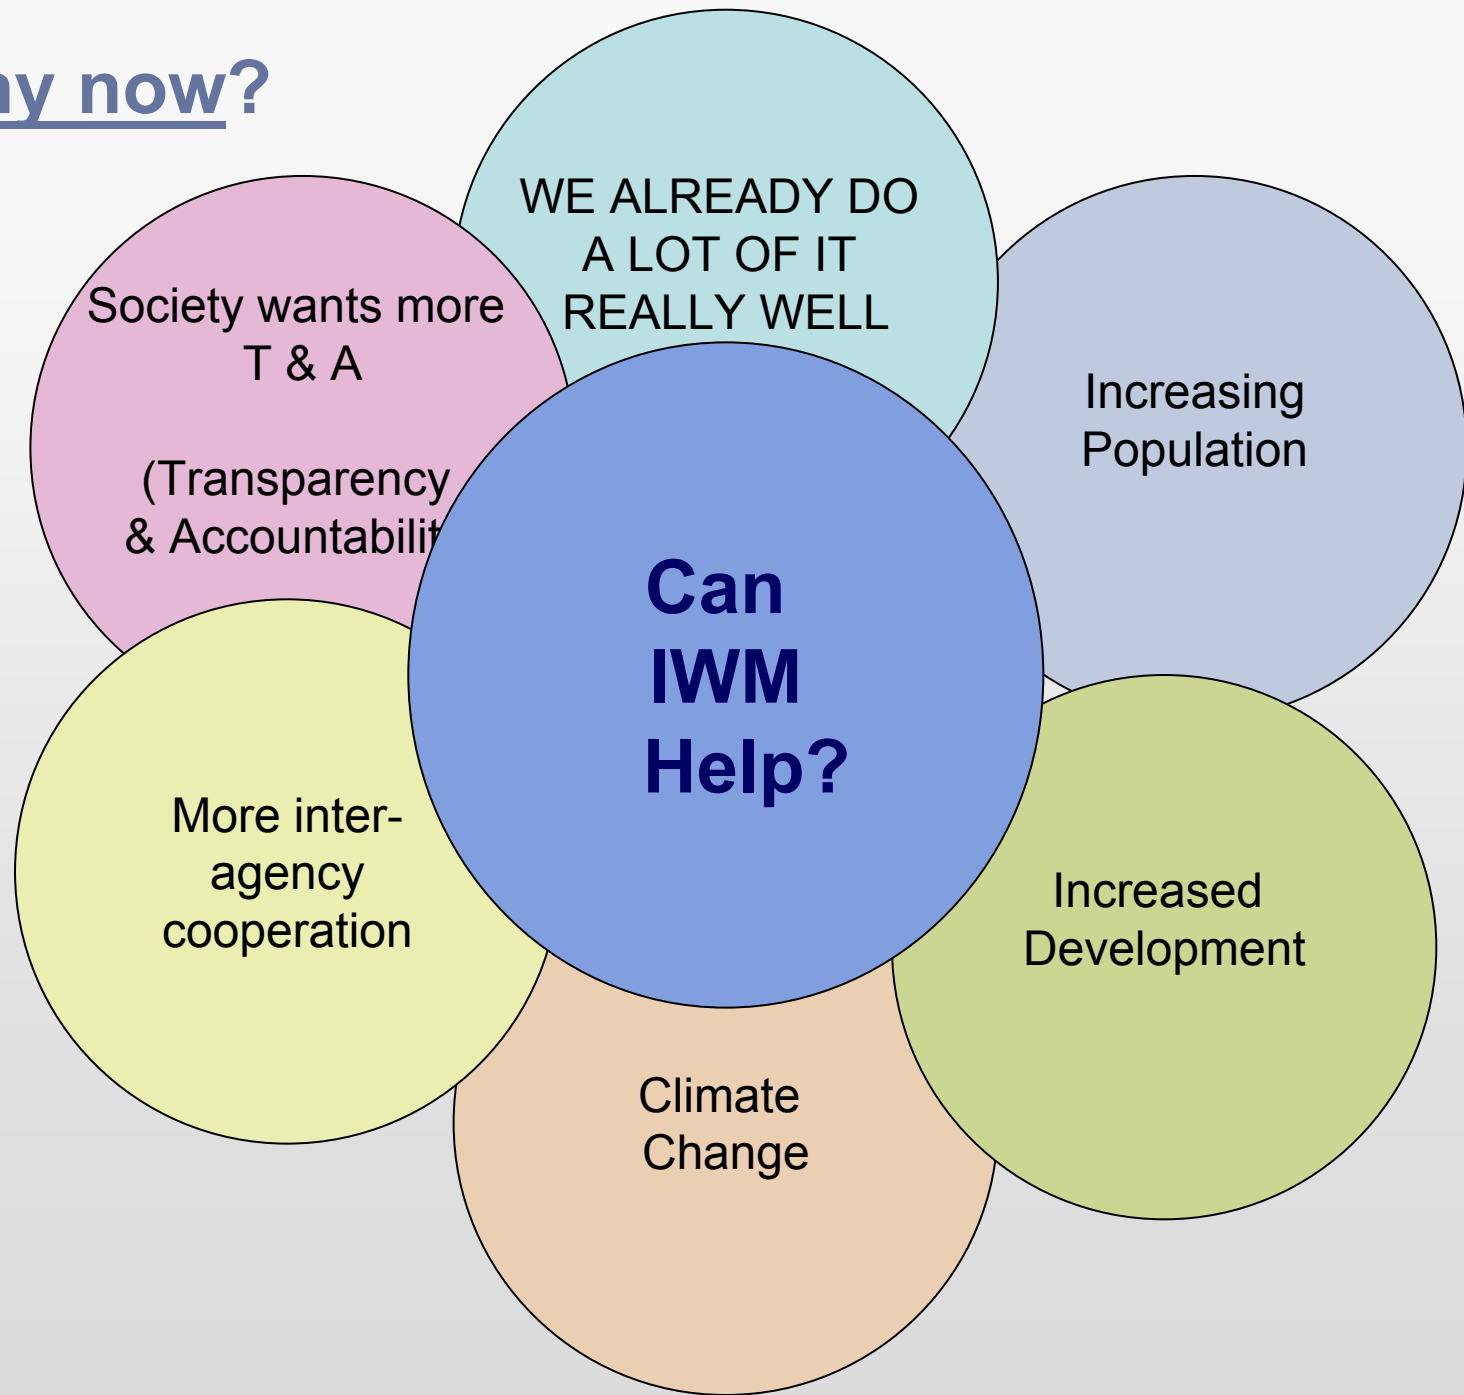 hy now?
WE ALREADY DO
A LOT OF IT
REALLY WELL
Society wants more
T & A
(Transparency
& Accountabilit
Increasing
Population
Can
IWM
Help?
More inter-
agency
cooperation
Increased
Development
Climate
Change